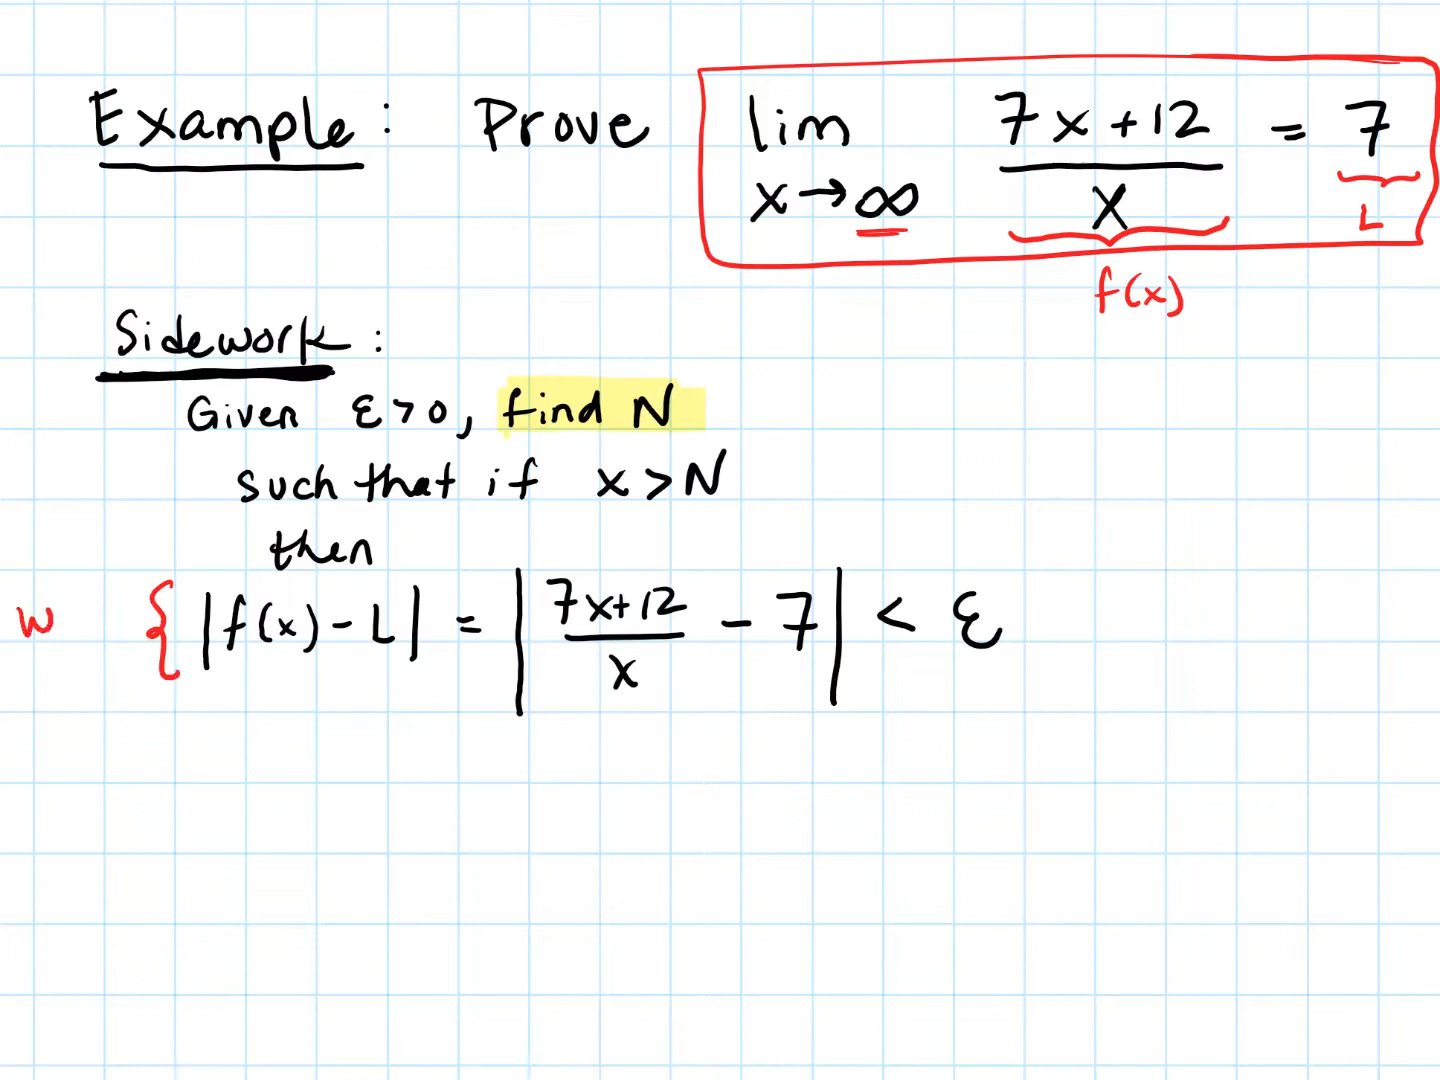 Example: Prove lim x→∞ (7x+12)/x = 7
L
f(x)
Sidework:
Given ε>0, find N
such that if x>N
then
w { |f(x)-L| = | (7x+12)/x - 7 | < ε